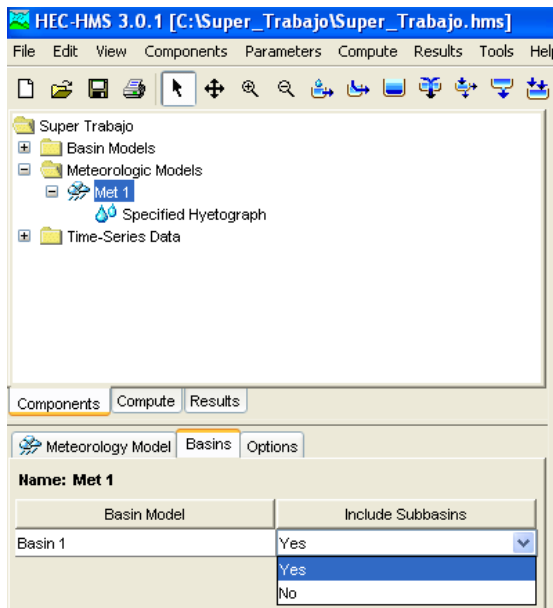 HEC-HMS 3.0.1 [C:\Super_Trabajo\Super_Trabajo.hms]
File Edit View Components Parameters Compute Results Tools Hel
Super Trabajo
Basin Models
Meteorologic Models
Met 1
Specified Hyetograph
Time-Series Data
Components Compute Results
Meteorology Model Basins Options
Name: Met 1
Basin Model Include Subbasins
Basin 1 Yes
Yes
No